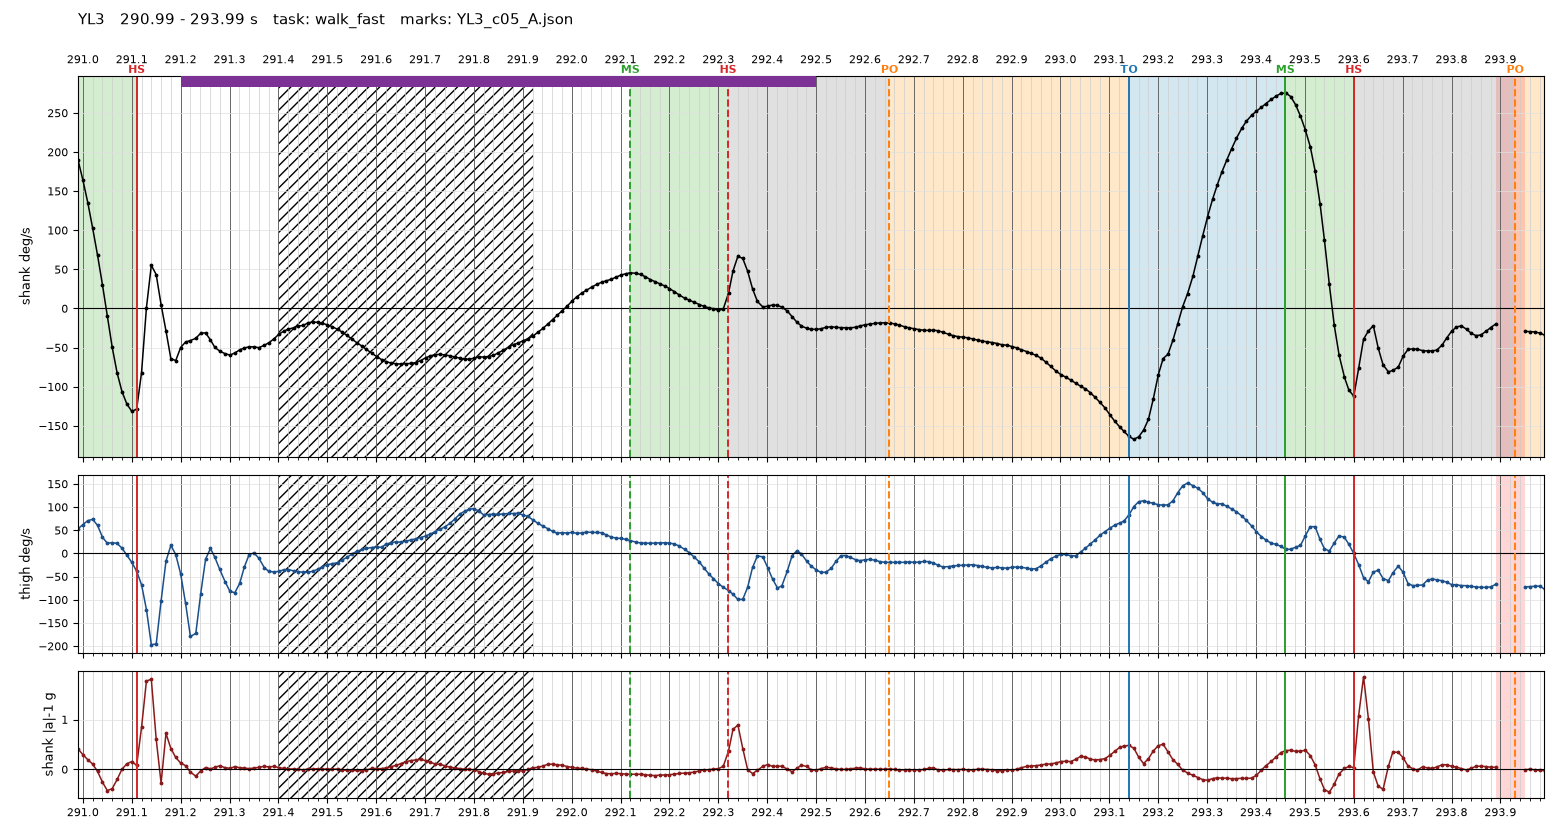 YL3 290.99 - 293.99 s task: walk_fast marks: YL3_c05_A.json
291.0 291.1 291.2 291.3 291.4 291.5 291.6 291.7 291.8 291.9 292.0 292.1 292.2 292.3 292.4 292.5 292.6 292.7 292.8 292.9 293.0 293.1 293.2 293.3 293.4 293.5 293.6 293.7 293.8 293.9
HS MS HS PO TO MS HS PO
shank deg/s
250
200
150
100
50
0
−50
−100
−150
thigh deg/s
150
100
50
0
−50
−100
−150
−200
shank |a|-1 g
1
0
291.0 291.1 291.2 291.3 291.4 291.5 291.6 291.7 291.8 291.9 292.0 292.1 292.2 292.3 292.4 292.5 292.6 292.7 292.8 292.9 293.0 293.1 293.2 293.3 293.4 293.5 293.6 293.7 293.8 293.9